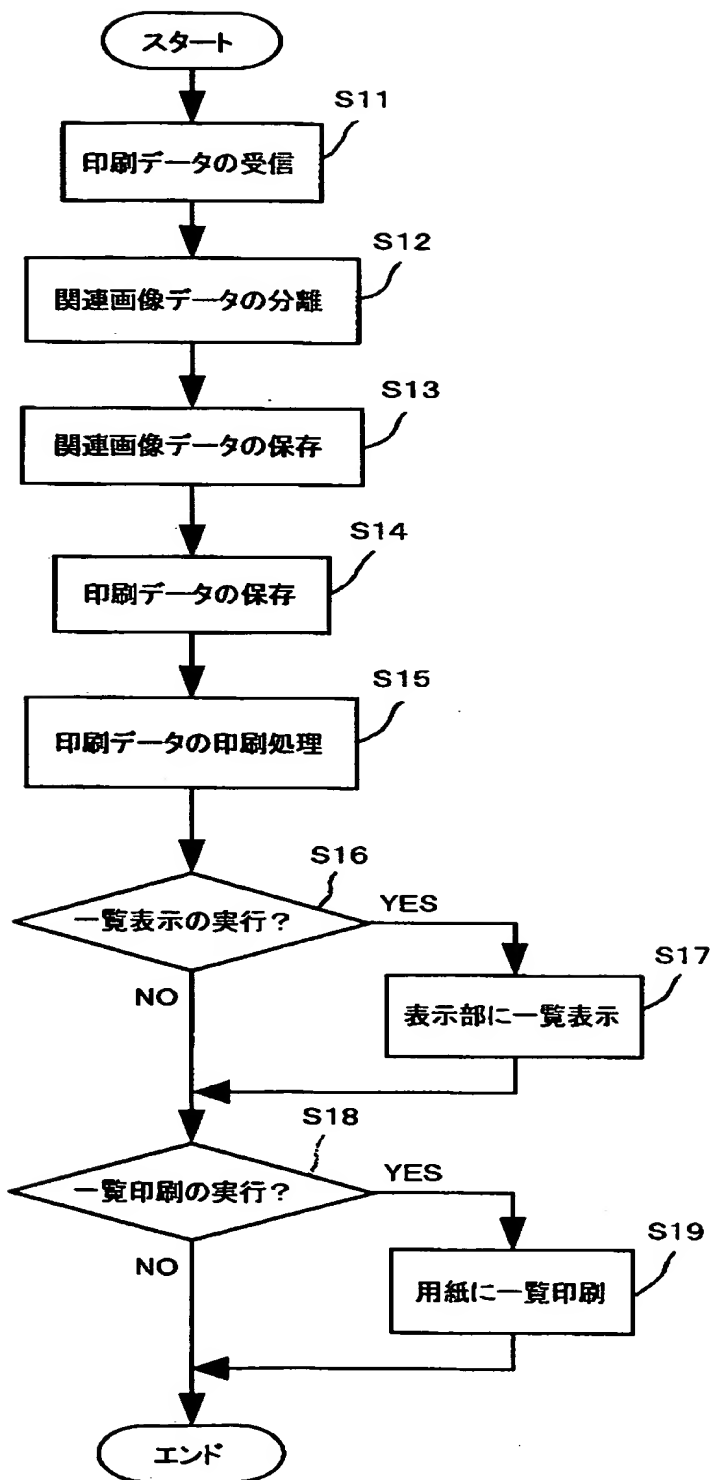 スタート
S11
印刷データの受信
S12
関連画像データの分離
S13
関連画像データの保存
S14
印刷データの保存
S15
印刷データの印刷処理
S16
一覧表示の実行？
YES
NO
S17
表示部に一覧表示
S18
一覧印刷の実行？
YES
NO
S19
用紙に一覧印刷
エンド